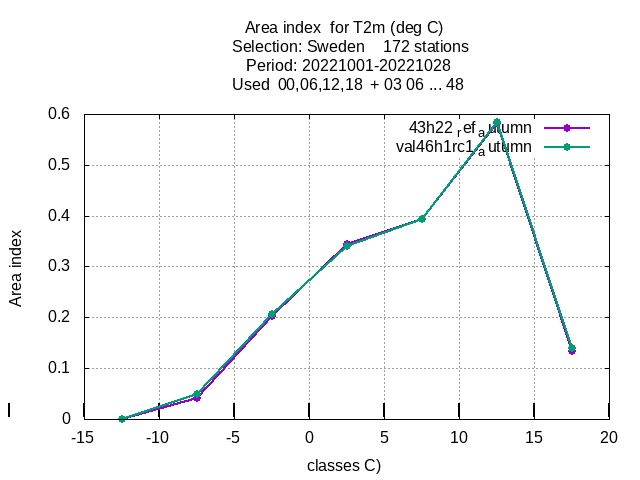 Area index  for T2m (deg C)
Selection: Sweden    172 stations
Period: 20221001-20221028
Used  00,06,12,18  + 03 06 ... 48
43h22 ref autumn
val46h1rc1 autumn
0.6
0.5
0.4
0.3
0.2
0.1
0
Area index
-15 -10 -5 0 5 10 15 20
classes C)